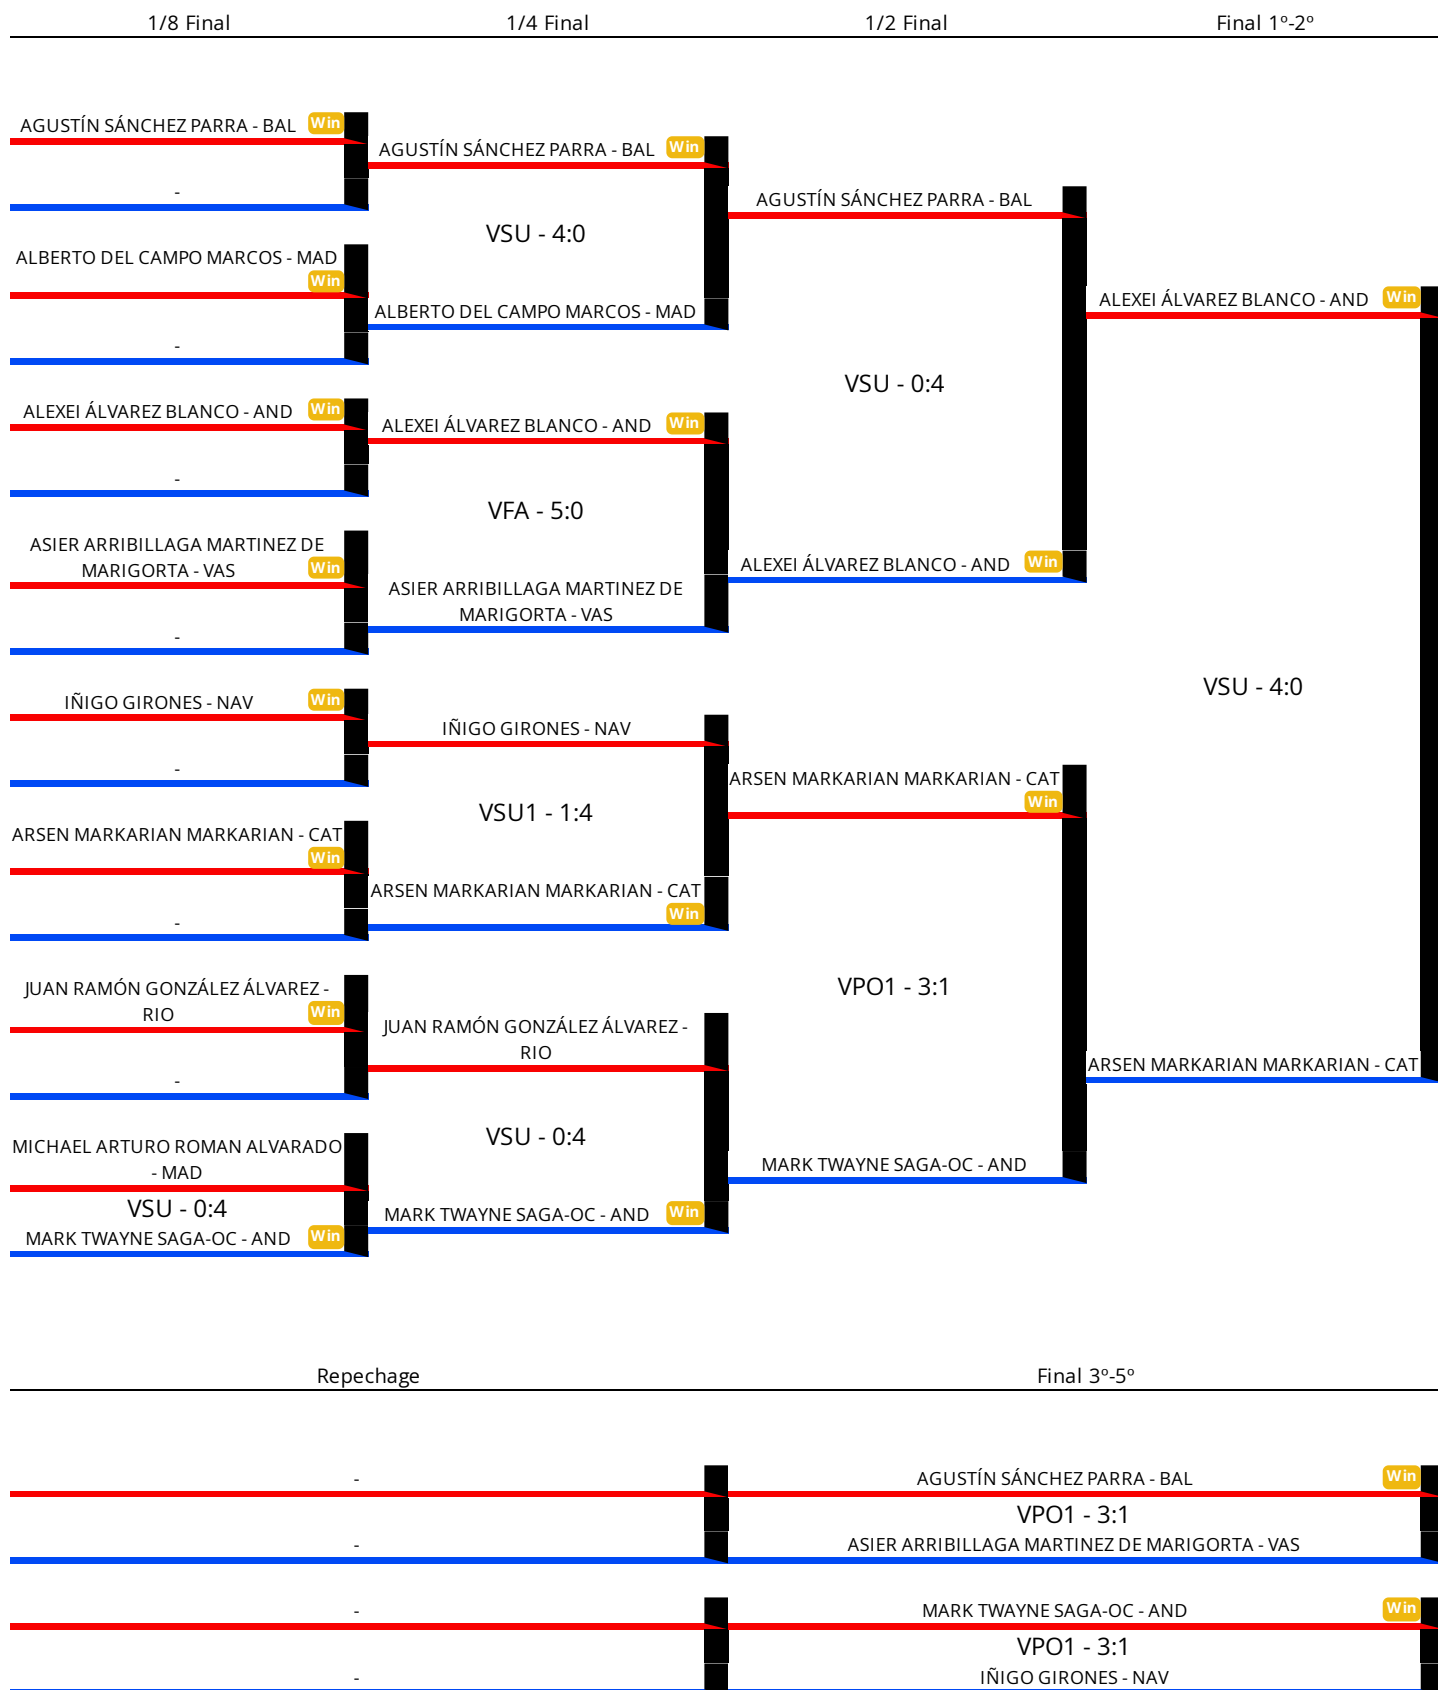 1/8 Final
1/4 Final
1/2 Final
Final 1º-2º
AGUSTÍN SÁNCHEZ PARRA - BAL Win
-
ALBERTO DEL CAMPO MARCOS - MAD
Win
-
ALEXEI ÁLVAREZ BLANCO - AND Win
-
ASIER ARRIBILLAGA MARTINEZ DE
MARIGORTA - VAS Win
-
IÑIGO GIRONES - NAV Win
-
ARSEN MARKARIAN MARKARIAN - CAT
Win
-
JUAN RAMÓN GONZÁLEZ ÁLVAREZ -
RIO Win
-
MICHAEL ARTURO ROMAN ALVARADO
- MAD
VSU - 0:4
MARK TWAYNE SAGA-OC - AND Win
AGUSTÍN SÁNCHEZ PARRA - BAL Win
VSU - 4:0
ALBERTO DEL CAMPO MARCOS - MAD
ALEXEI ÁLVAREZ BLANCO - AND Win
VFA - 5:0
ASIER ARRIBILLAGA MARTINEZ DE
MARIGORTA - VAS
IÑIGO GIRONES - NAV
VSU1 - 1:4
ARSEN MARKARIAN MARKARIAN - CAT
Win
JUAN RAMÓN GONZÁLEZ ÁLVAREZ -
RIO
VSU - 0:4
MARK TWAYNE SAGA-OC - AND Win
AGUSTÍN SÁNCHEZ PARRA - BAL
VSU - 0:4
ALEXEI ÁLVAREZ BLANCO - AND Win
ARSEN MARKARIAN MARKARIAN - CAT
Win
VPO1 - 3:1
MARK TWAYNE SAGA-OC - AND
ALEXEI ÁLVAREZ BLANCO - AND Win
VSU - 4:0
ARSEN MARKARIAN MARKARIAN - CAT
Repechage
Final 3º-5º
-
-
-
-
AGUSTÍN SÁNCHEZ PARRA - BAL Win
VPO1 - 3:1
ASIER ARRIBILLAGA MARTINEZ DE MARIGORTA - VAS
MARK TWAYNE SAGA-OC - AND Win
VPO1 - 3:1
IÑIGO GIRONES - NAV